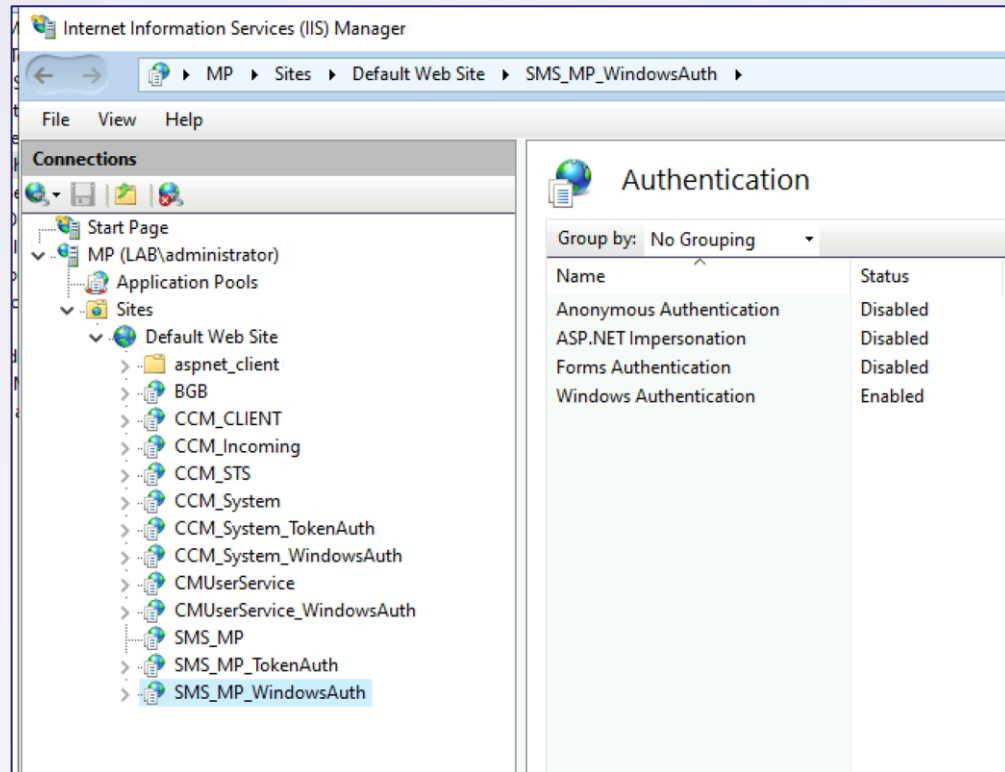 Internet Information Services (IIS) Manager
MP Sites Default Web Site SMS_MP_WindowsAuth
File View Help
Connections
Start Page
MP (LAB\administrator)
Application Pools
Sites
Default Web Site
aspnet_client
BGB
CCM_CLIENT
CCM_Incoming
CCM_STS
CCM_System
CCM_System_TokenAuth
CCM_System_WindowsAuth
CMUserService
CMUserService_WindowsAuth
SMS_MP
SMS_MP_TokenAuth
SMS_MP_WindowsAuth
Authentication
Group by: No Grouping
Name Status
Anonymous Authentication Disabled
ASP.NET Impersonation Disabled
Forms Authentication Disabled
Windows Authentication Enabled